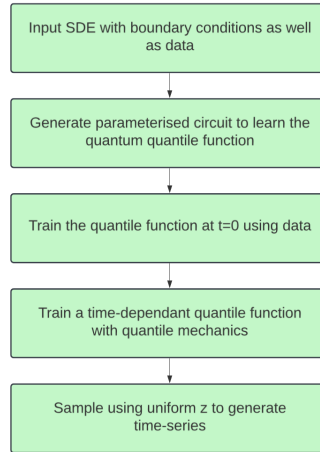 Input SDE with boundary conditions as well
as data
Generate parameterised circuit to learn the
quantum quantile function
Train the quantile function at t=0 using data
Train a time-dependant quantile function
with quantile mechanics
Sample using uniform z to generate
time-series